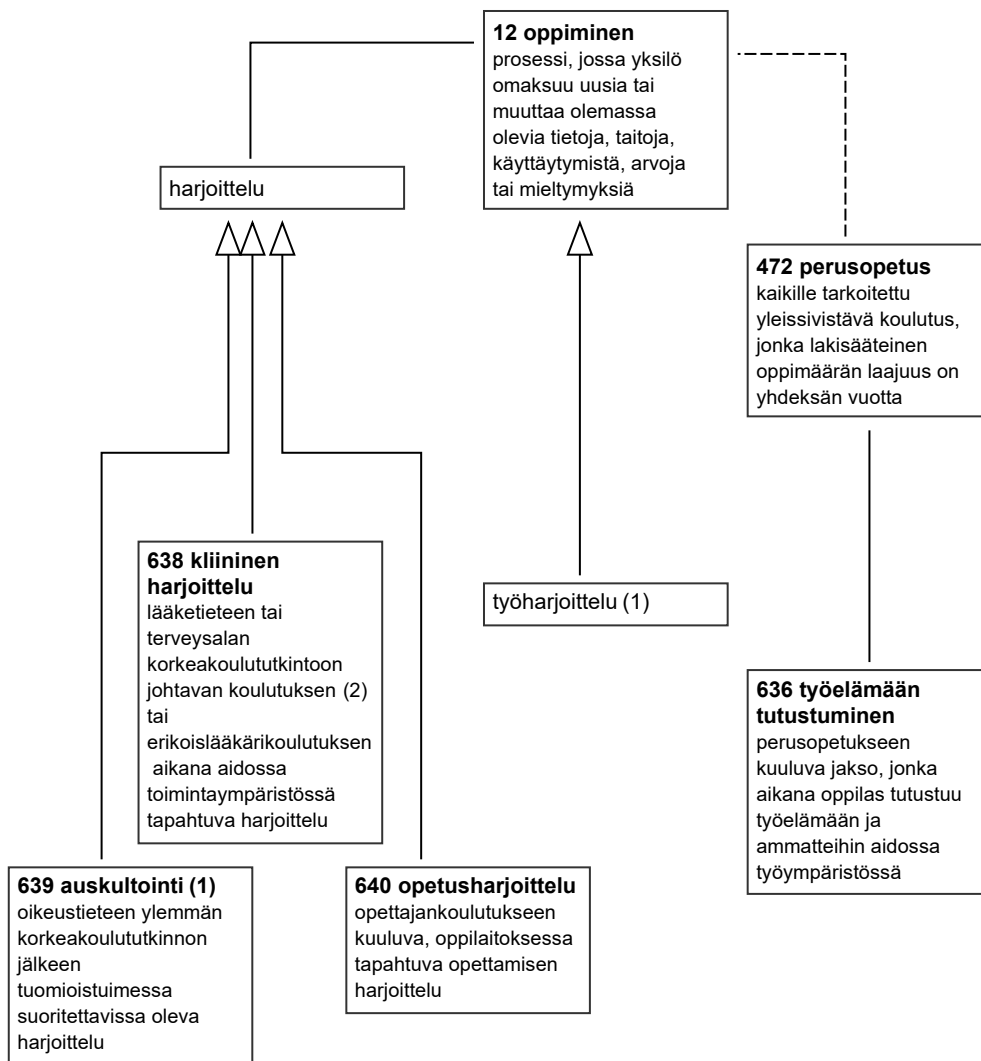 12 oppiminen
prosessi, jossa yksilö
omaksuu uusia tai
muuttaa olemassa
olevia tietoja, taitoja,
käyttäytymistä, arvoja
tai mieltymyksiä
harjoittelu
472 perusopetus
kaikille tarkoitettu
yleissivistävä koulutus,
jonka lakisääteinen
oppimäärän laajuus on
yhdeksän vuotta
638 kliininen
harjoittelu
lääketieteen tai
terveysalan
korkeakoulututkintoon
johtavan koulutuksen (2)
tai
erikoislääkärikoulutuksen
aikana aidossa
toimintaympäristössä
tapahtuva harjoittelu
työharjoittelu (1)
636 työelämään
tutustuminen
perusopetukseen
kuuluva jakso, jonka
aikana oppilas tutustuu
työelämään ja
ammatteihin aidossa
työympäristössä
639 auskultointi (1)
oikeustieteen ylemmän
korkeakoulututkinnon
jälkeen
tuomioistuimessa
suoritettavissa oleva
harjoittelu
640 opetusharjoittelu
opettajankoulutukseen
kuuluva, oppilaitoksessa
tapahtuva opettamisen
harjoittelu